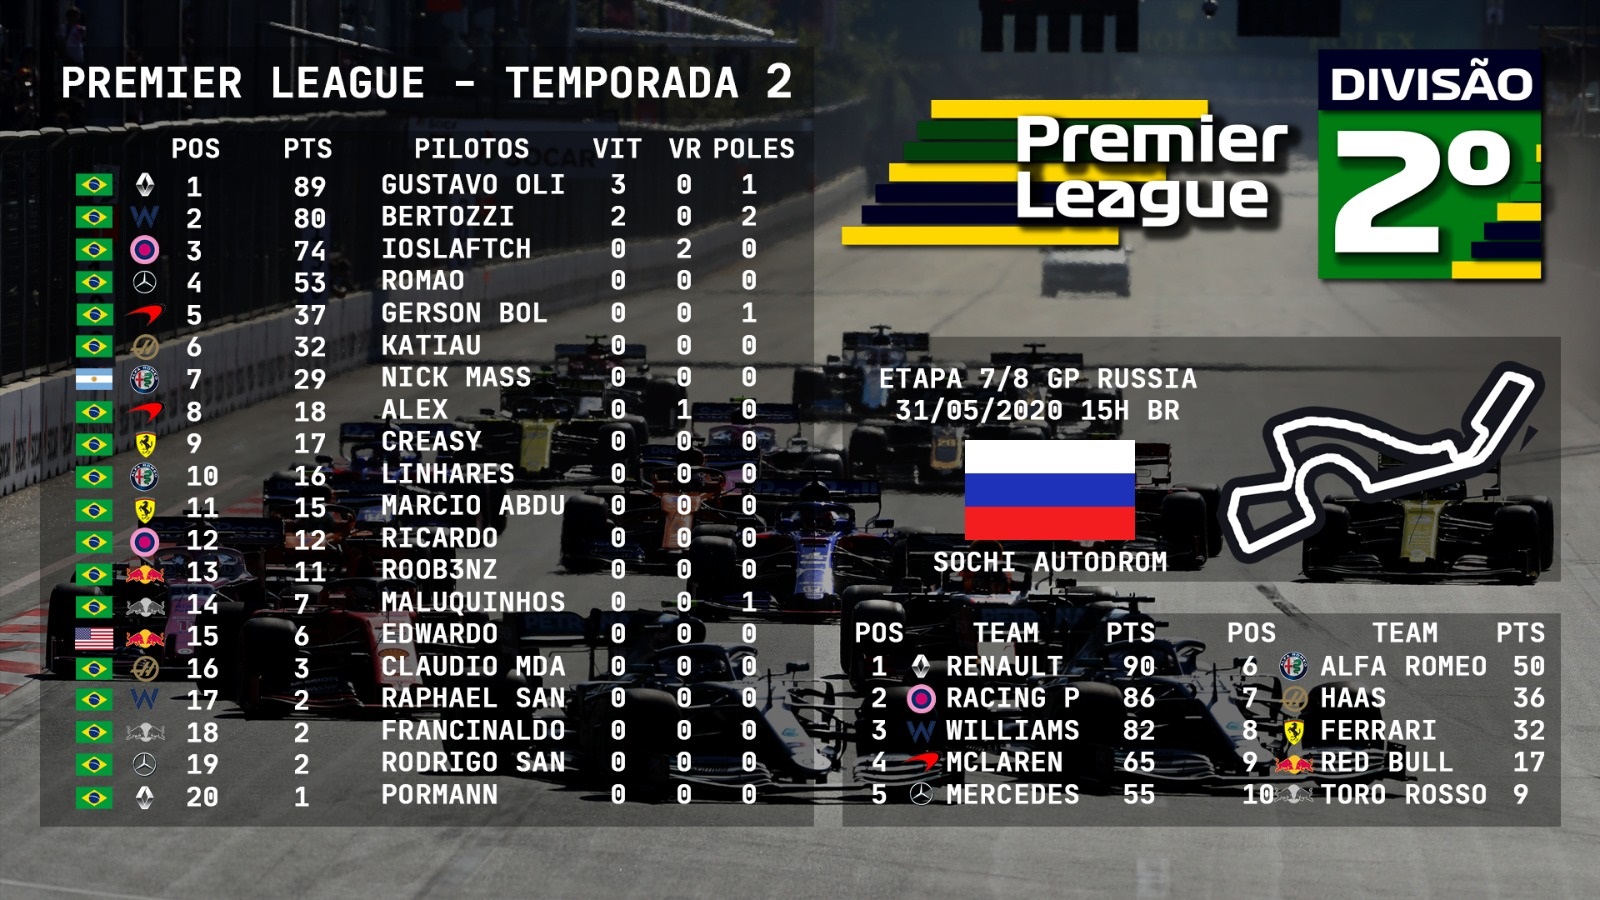 PREMIER LEAGUE - TEMPORADA 2
POS PTS PILOTOS VIT VR POLES
1 89 GUSTAVO OLI 3 0 1
2 80 BERTOZZI 2 0 2
3 74 IOSLAFTCH 0 2 0
4 53 ROMAO 0 0 0
5 37 GERSON BOL 0 0 1
6 32 KATIAU 0 0 0
7 29 NICK MASS 0 0 0
8 18 ALEX 0 1 0
9 17 CREASY 0 0 0
10 16 LINHARES 0 0 0
11 15 MARCIO ABDU 0 0 0
12 12 RICARDO 0 0 0
13 11 ROOB3NZ 0 0 0
14 7 MALUQUINHOS 0 0 1
15 6 EDWARDO 0 0 0
16 3 CLAUDIO MDA 0 0 0
17 2 RAPHAEL SAN 0 0 0
18 2 FRANCINALDO 0 0 0
19 2 RODRIGO SAN 0 0 0
20 1 PORMANN 0 0 0
Premier
League
DIVISÃO
2º
ETAPA 7/8 GP RUSSIA
31/05/2020 15H BR
SOCHI AUTODROM
POS TEAM PTS POS TEAM PTS
1 RENAULT 90 6 ALFA ROMEO 50
2 RACING P 86 7 HAAS 36
3 WILLIAMS 82 8 FERRARI 32
4 MCLAREN 65 9 RED BULL 17
5 MERCEDES 55 10 TORO ROSSO 9